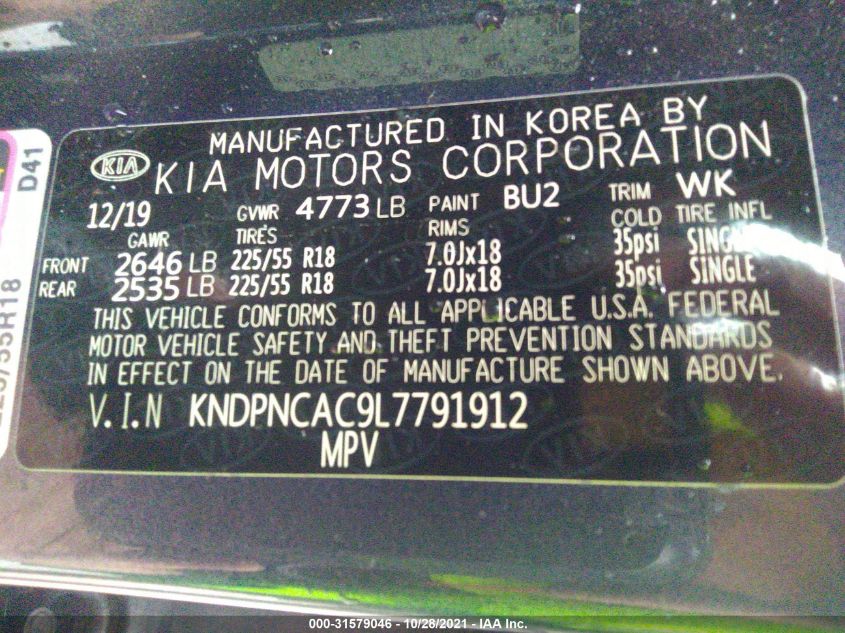 MANUFACTURED IN KOREA BY
KIA KIA MOTORS CORPORATION
12/19 GVWR 4773 LB PAINT BU2 TRIM WK
GAWR TIRES RIMS COLD TIRE INFL
FRONT 2646 LB 225/55 R18 7.0Jx18 35psi SINGLE
REAR 2535 LB 225/55 R18 7.0Jx18 35psi SINGLE
THIS VEHICLE CONFORMS TO ALL APPLICABLE U.S.A. FEDERAL
MOTOR VEHICLE SAFETY AND THEFT PREVENTION STANDARDS
IN EFFECT ON THE DATE OF MANUFACTURE SHOWN ABOVE.
V.I.N KNDPNCAC9L7791912
MPV
D41
000-31579046 - 10/28/2021 - IAA Inc.